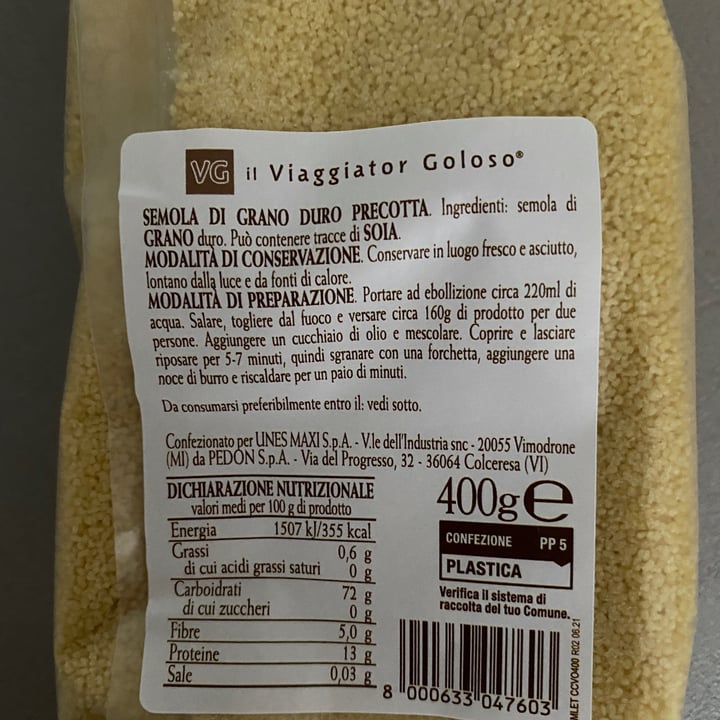 VG il Viaggiator Goloso®
SEMOLA DI GRANO DURO PRECOTTA. Ingredienti: semola di
GRANO duro. Può contenere tracce di SOIA.
MODALITÀ DI CONSERVAZIONE. Conservare in luogo fresco e asciutto,
lontano dalla luce e da fonti di calore.
MODALITÀ DI PREPARAZIONE. Portare ad ebollizione circa 220ml di
acqua. Salare, togliere dal fuoco e versare circa 160g di prodotto per due
persone. Aggiungere un cucchiaio di olio e mescolare. Coprire e lasciare
riposare per 5-7 minuti, quindi sgranare con una forchetta, aggiungere una
noce di burro e riscaldare per un paio di minuti.
Da consumarsi preferibilmente entro il: vedi sotto.
Confezionato per UNES MAXI S.p.A. - V.le dell'Industria snc - 20055 Vimodrone
(MI) da PEDON S.p.A. - Via del Progresso, 32 - 36064 Colceresa (VI)
DICHIARAZIONE NUTRIZIONALE
valori medi per 100 g di prodotto
Energia 1507 kJ/355 kcal
Grassi 0,6 g
di cui acidi grassi saturi 0 g
Carboidrati 72 g
di cui zuccheri 0 g
Fibre 5,0 g
Proteine 13 g
Sale 0,03 g
400g e
CONFEZIONE PP 5
PLASTICA
Verifica il sistema di
raccolta del tuo Comune.
8 000633 047603
MLET CCVO400 R02 06.21